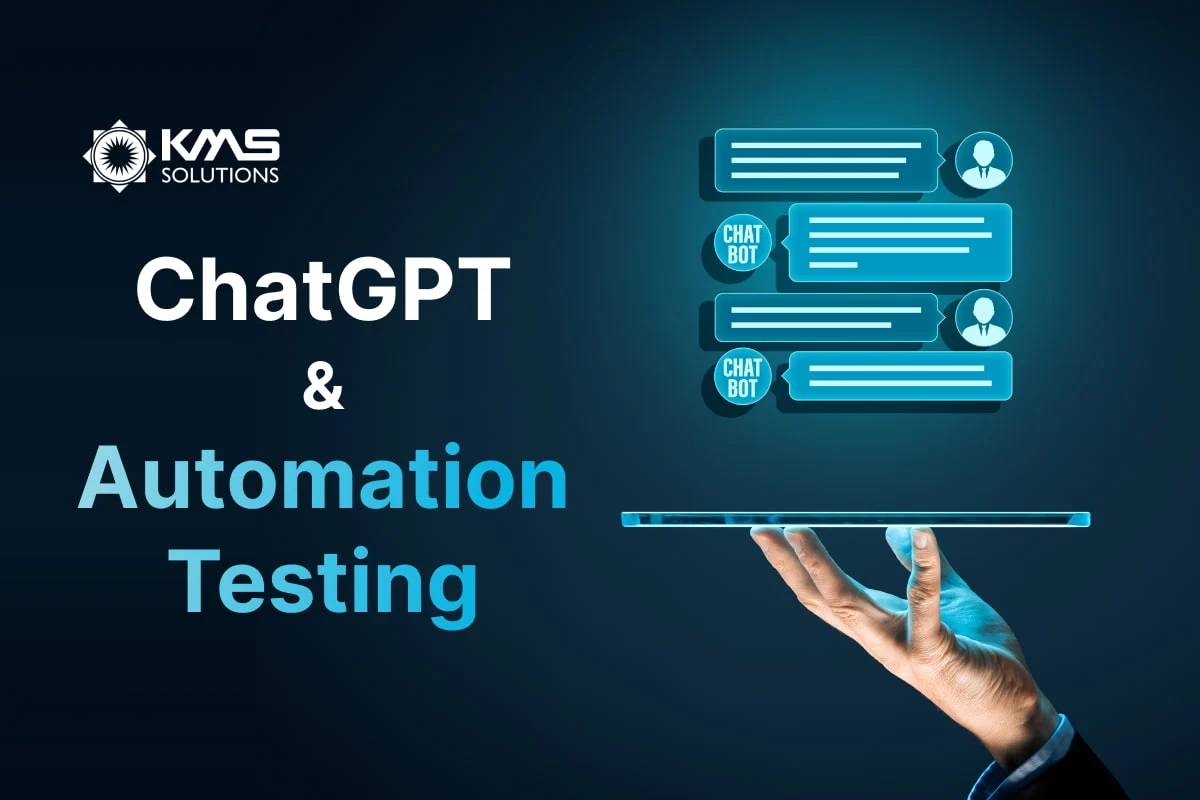 KMS
SOLUTIONS
ChatGPT
&
Automation
Testing
CHAT
BOT
CHAT
BOT